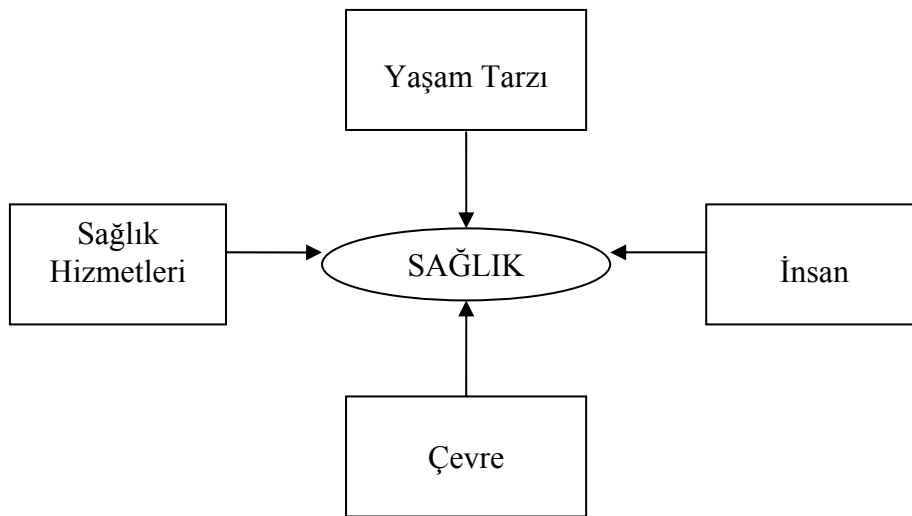 Yaşam Tarzı
Sağlık
Hizmetleri
SAĞLIK
İnsan
Çevre